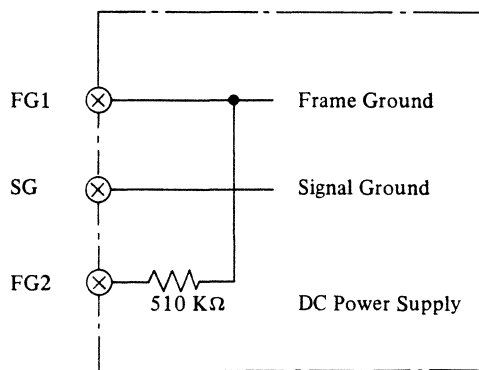 FG1 Frame Ground
SG Signal Ground
FG2 510 KΩ DC Power Supply